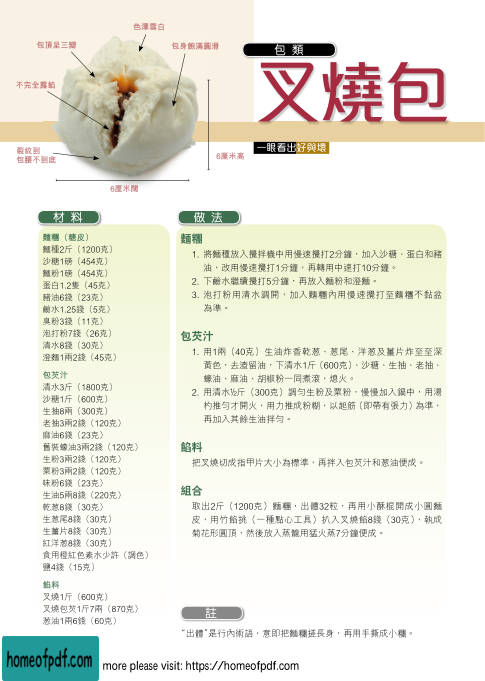 色澤雪白
包頂呈三瓣
包身飽滿圓滑
不完全露餡
裂紋到
包腰不到底
6厘米高
6厘米闊
包 類
叉燒包
一眼看出好與壞
材 料
麵糰（糖皮）
麵種2斤（1200克）
沙糖1磅（454克）
麵粉1磅（454克）
蛋白1.2隻（45克）
豬油6錢（23克）
鹼水1.25錢（5克）
臭粉3錢（11克）
泡打粉7錢（26克）
清水8錢（30克）
澄麵1兩2錢（45克）
包芡汁
清水3斤（1800克）
沙糖1斤（600克）
生抽8兩（300克）
老抽3兩2錢（120克）
麻油6錢（23克）
舊裝蠔油3兩2錢（120克）
生粉3兩2錢（120克）
粟粉3兩2錢（120克）
味粉6錢（23克）
生油5兩8錢（220克）
乾葱8錢（30克）
生葱尾8錢（30克）
生薑片8錢（30克）
紅洋葱8錢（30克）
食用橙紅色素水少許（調色）
鹽4錢（15克）
餡料
叉燒1斤（600克）
叉燒包芡1斤7兩（870克）
葱油1兩6錢（60克）
做 法
麵糰
1. 將麵種放入攪拌機中用慢速攪打2分鐘，加入沙糖、蛋白和豬
油，改用慢速攪打1分鐘，再轉用中速打10分鐘。
2. 下鹼水繼續攪打5分鐘，再放入麵粉和澄麵。
3. 泡打粉用清水調開，加入麵糰內用慢速攪打至麵糰不黏盆
為準。
包芡汁
1. 用1兩（40克）生油炸香乾葱、葱尾、洋葱及薑片炸至至深
黃色，去渣留油，下清水1斤（600克）、沙糖、生抽、老抽、
蠔油、麻油、胡椒粉一同煮滾，熄火。
2. 用清水½斤（300克）調勻生粉及粟粉，慢慢加入鍋中，用湯
杓推勻才開火，用力推成粉糊，以起筋（即帶有張力）為準，
再加入其餘生油拌勻。
餡料
把叉燒切成指甲片大小為標準，再拌入包芡汁和葱油便成。
組合
取出2斤（1200克）麵糰，出體32粒，再用小酥棍開成小圓麵
皮，用竹餡挑（一種點心工具）扒入叉燒餡8錢（30克），執成
菊花形圓頂，然後放入蒸籠用猛火蒸7分鐘便成。
註
“出體”是行內術語，意即把麵糰搓長身，再用手撕成小糰。
homeofpdf.com
more please visit: https://homeofpdf.com